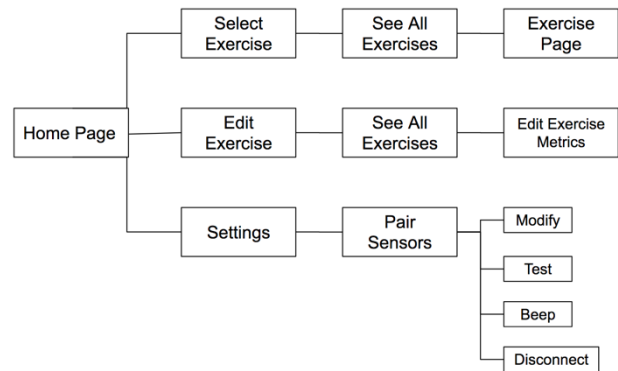 Select
Exercise
See All
Exercises
Exercise
Page
Home Page
Edit
Exercise
See All
Exercises
Edit Exercise
Metrics
Settings
Pair
Sensors
Modify
Test
Beep
Disconnect